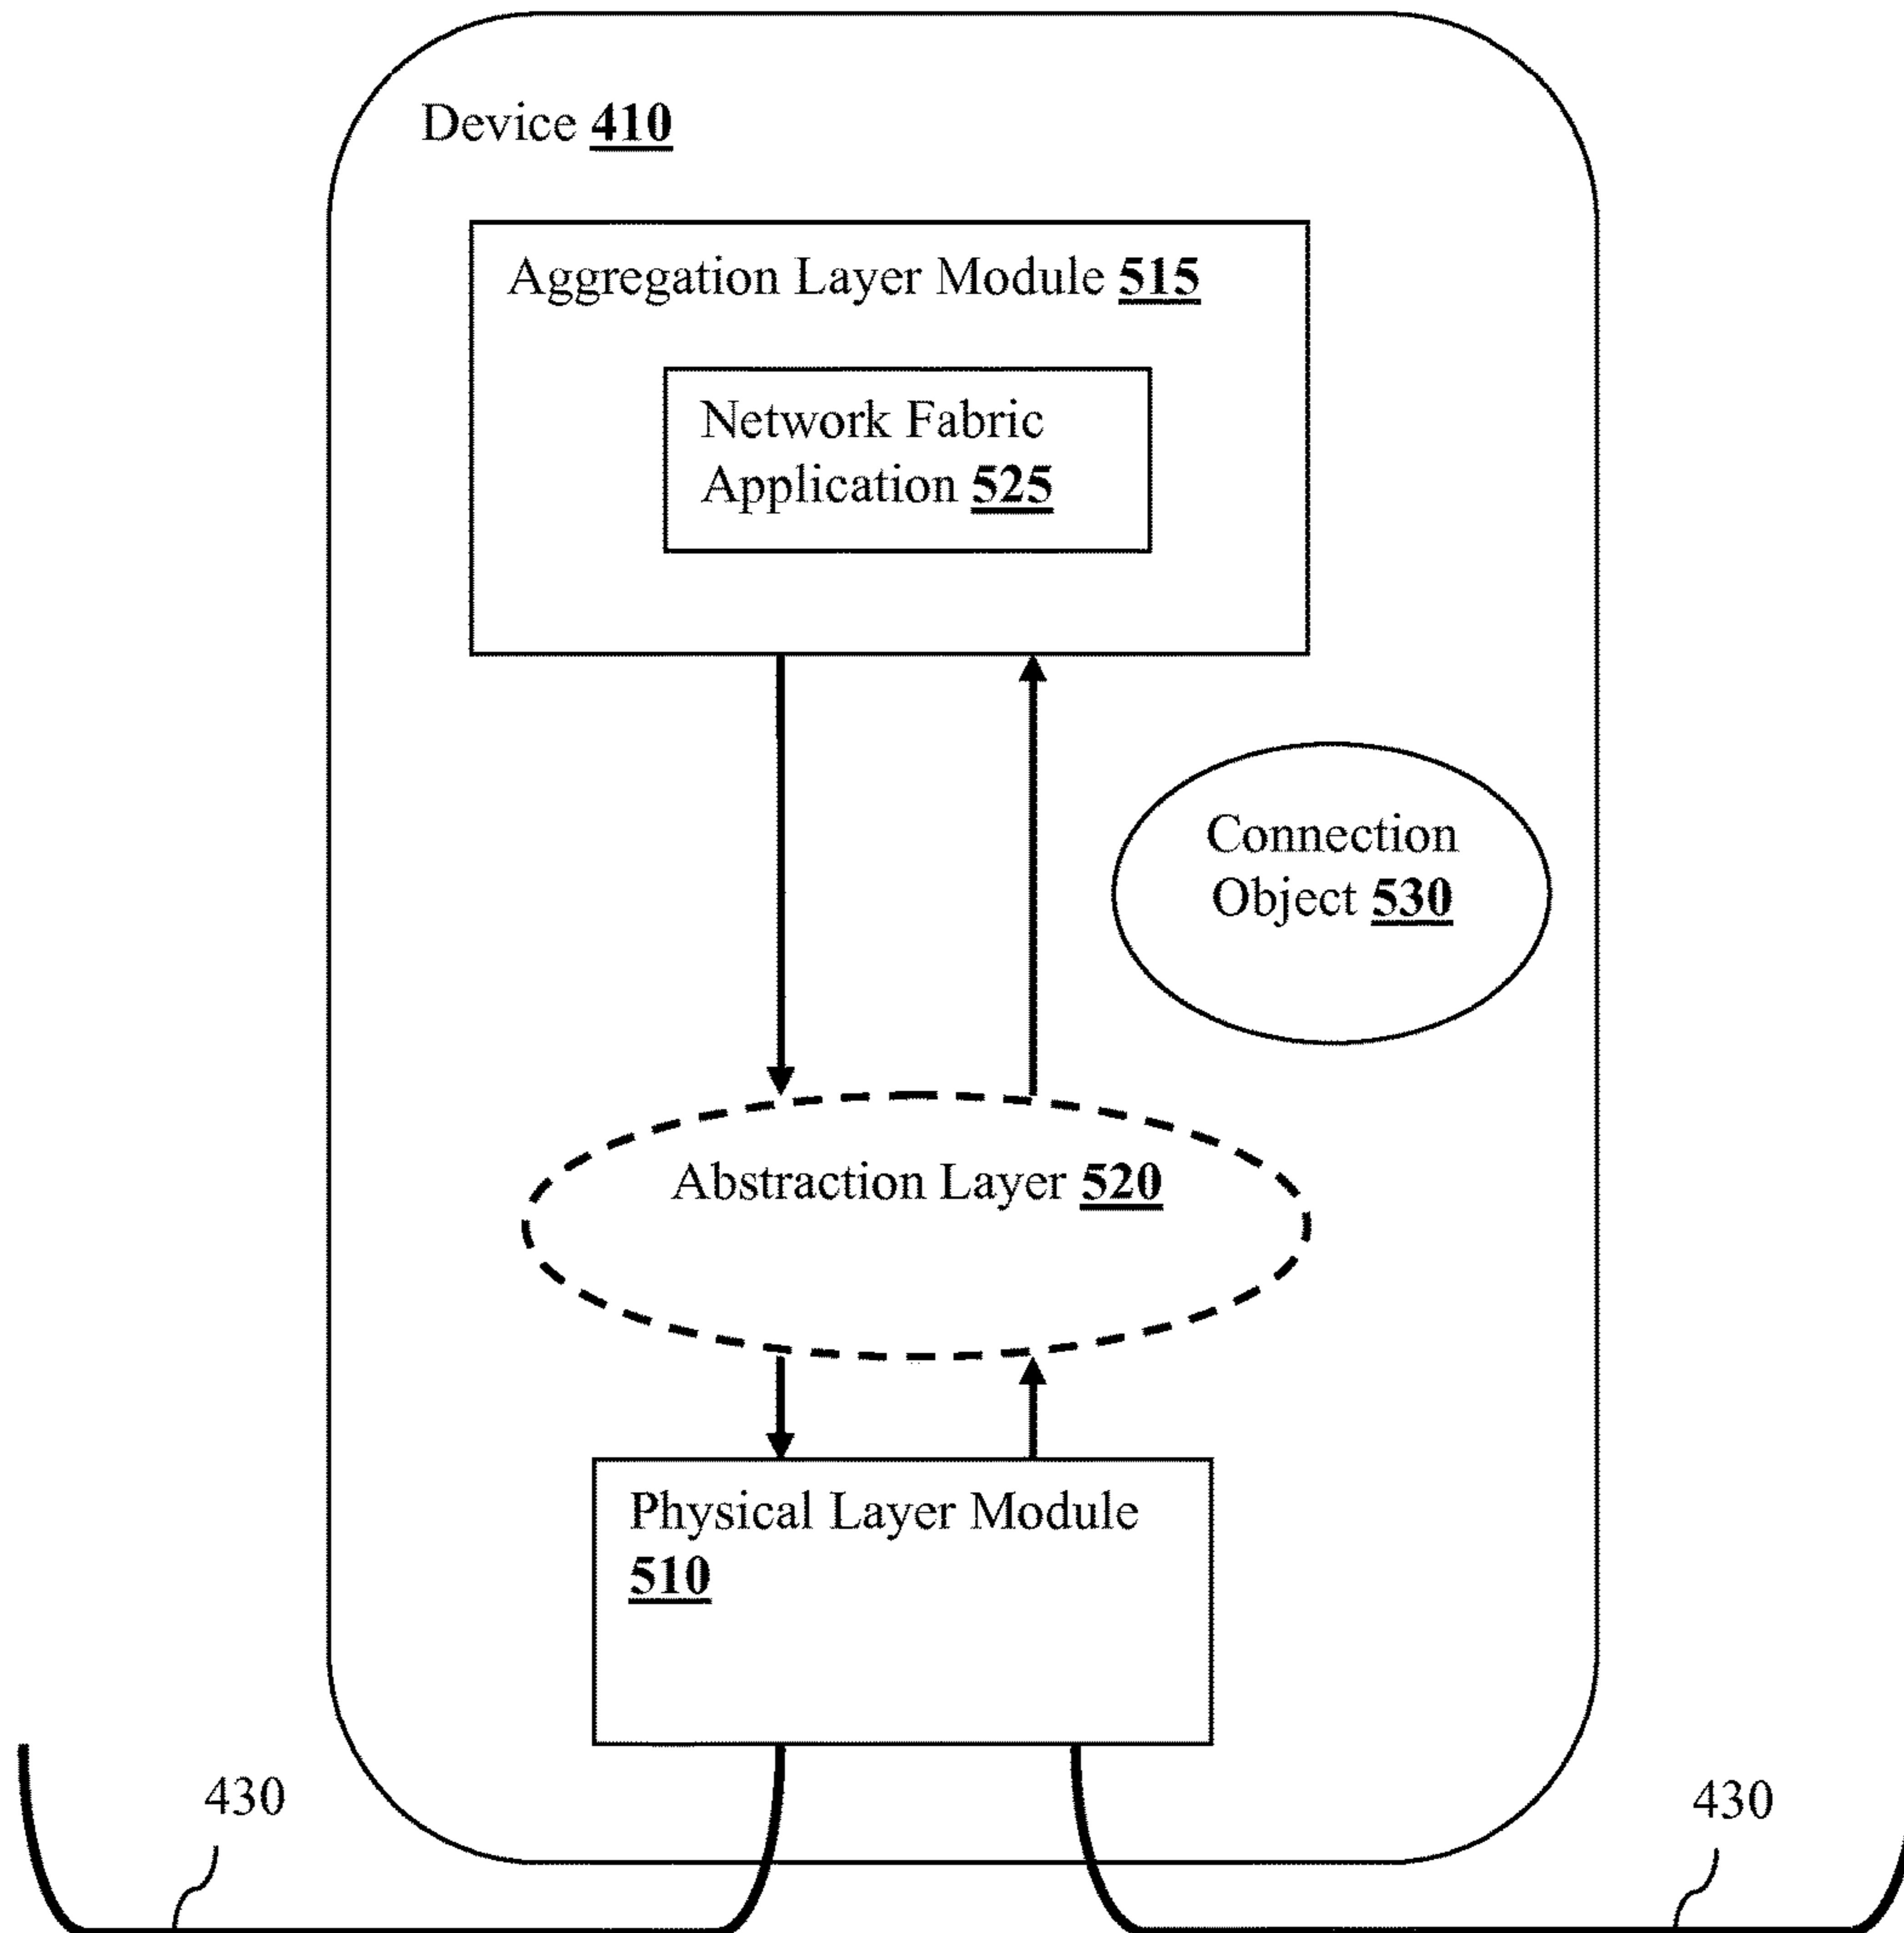 Device 410
Aggregation Layer Module 515
Network Fabric
Application 525
Connection
Object 530
Abstraction Layer 520
Physical Layer Module
510
430
430